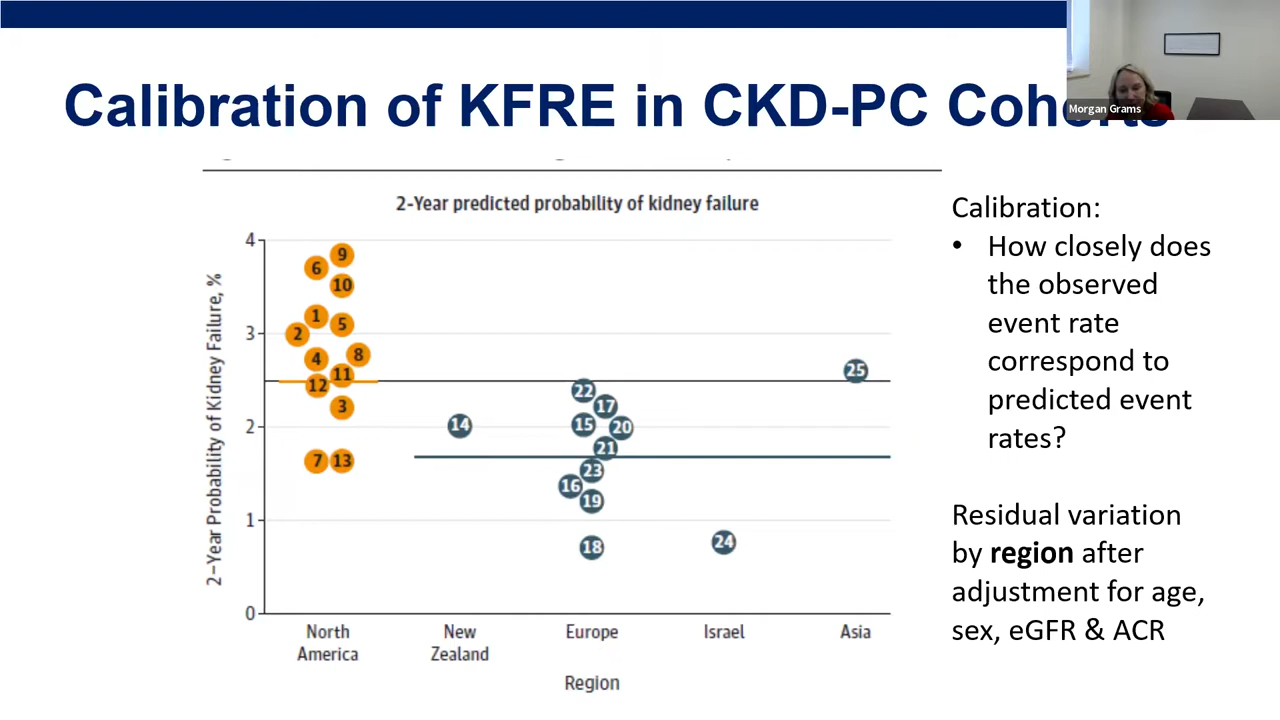 Calibration of KFRE in CKD-PC Cohorts
Morgan Grams
2-Year predicted probability of kidney failure
2-Year Probability of Kidney Failure, %
4
3
2
1
0
9
6
10
1
5
2
4
8
11
12
3
7
13
14
22
17
15
20
21
23
16
19
18
24
25
North
America
New
Zealand
Europe
Israel
Asia
Region
Calibration:
• How closely does
the observed
event rate
correspond to
predicted event
rates?
Residual variation
by region after
adjustment for age,
sex, eGFR & ACR